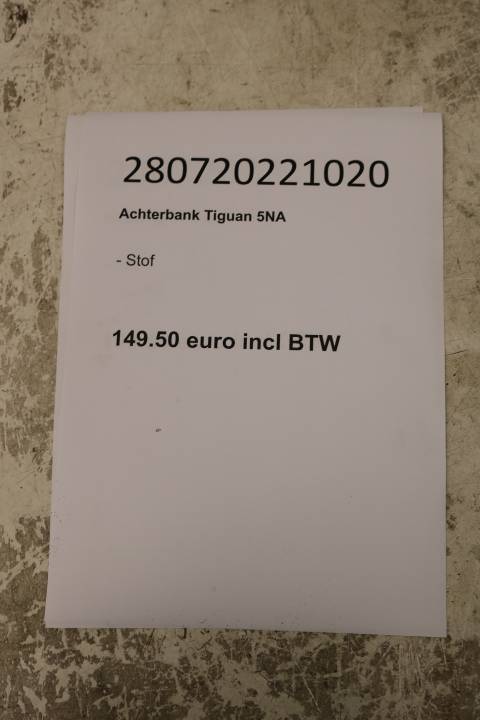 280720221020
Achterbank Tiguan 5NA
- Stof
149.50 euro incl BTW